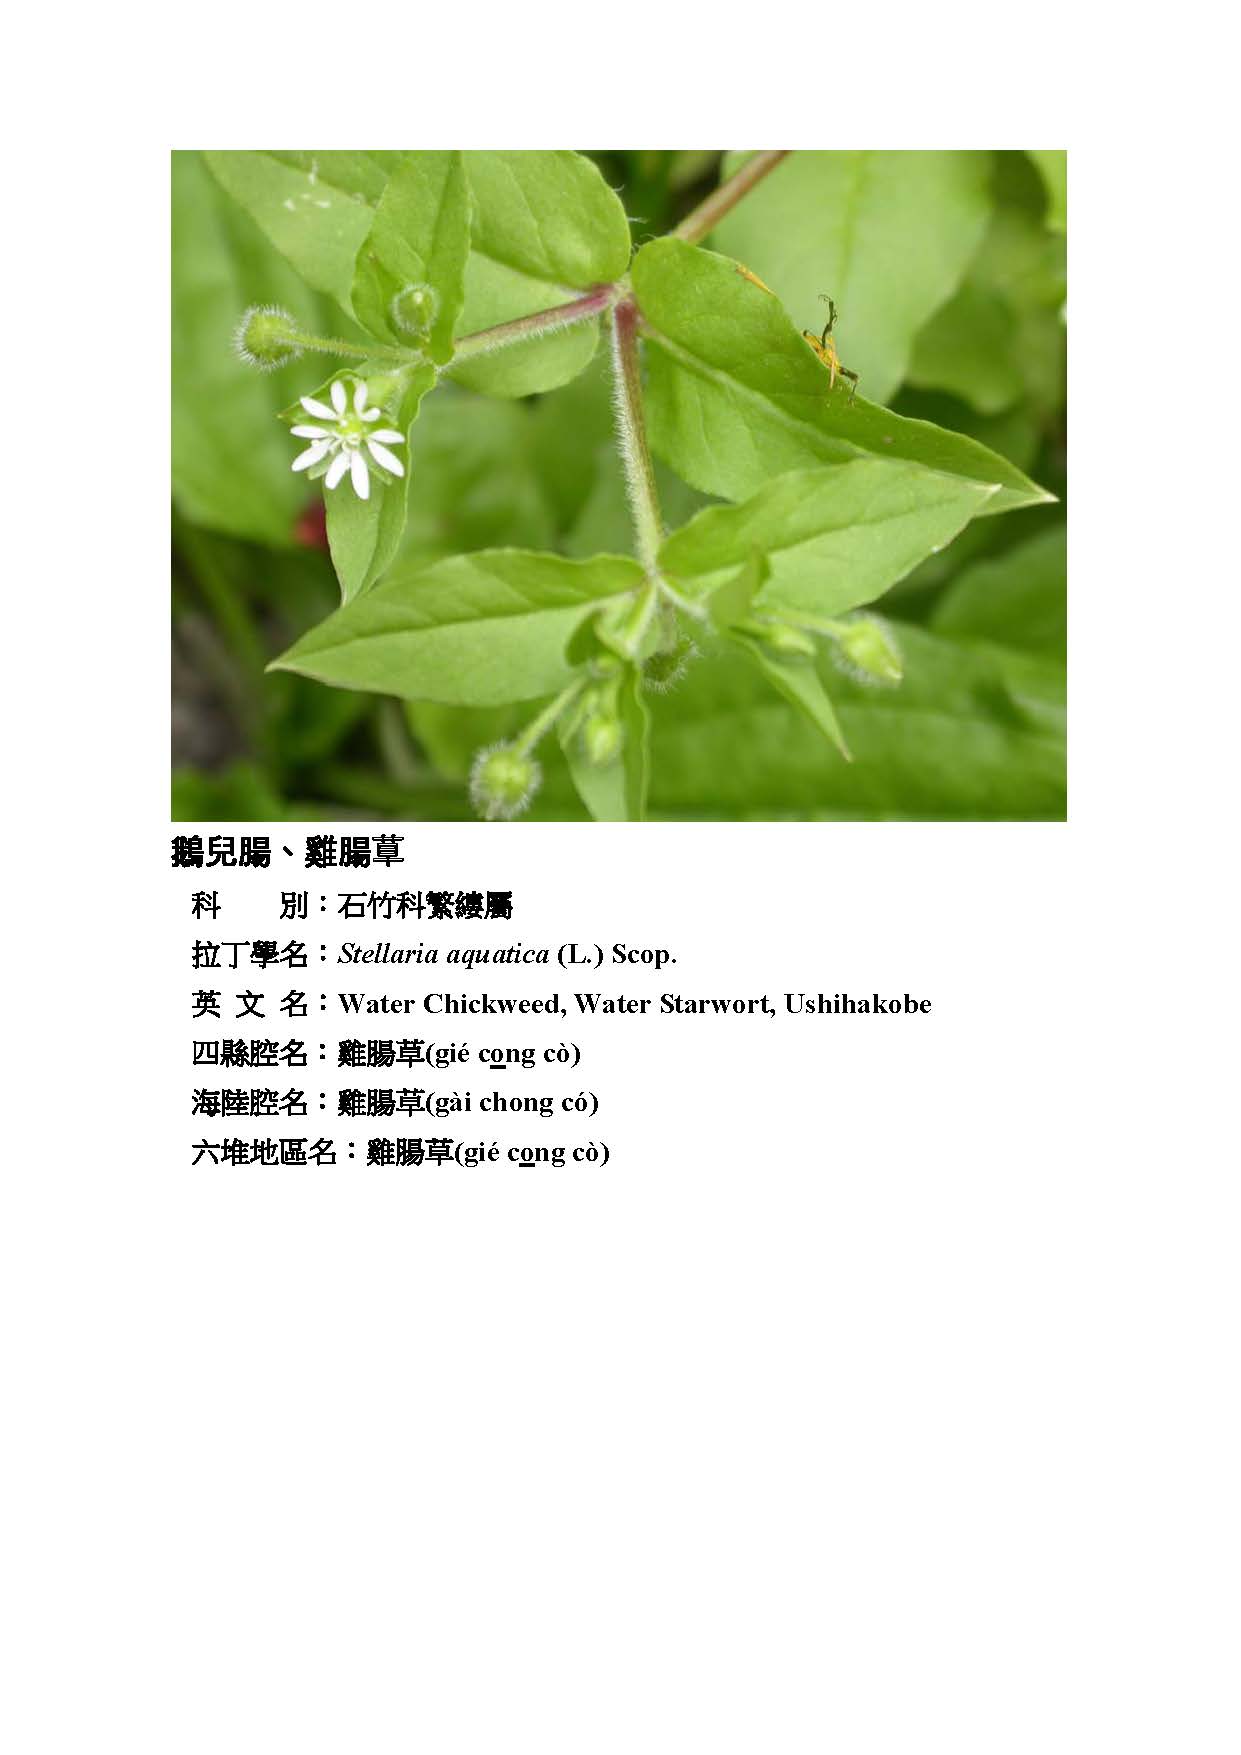 鵝兒腸、雞腸草
科　　別：石竹科繁縷屬
拉丁學名：Stellaria aquatica (L.) Scop.
英 文 名：Water Chickweed, Water Starwort, Ushihakobe
四縣腔名：雞腸草(gié cong cò)
海陸腔名：雞腸草(gài chong có)
六堆地區名：雞腸草(gié cong cò)